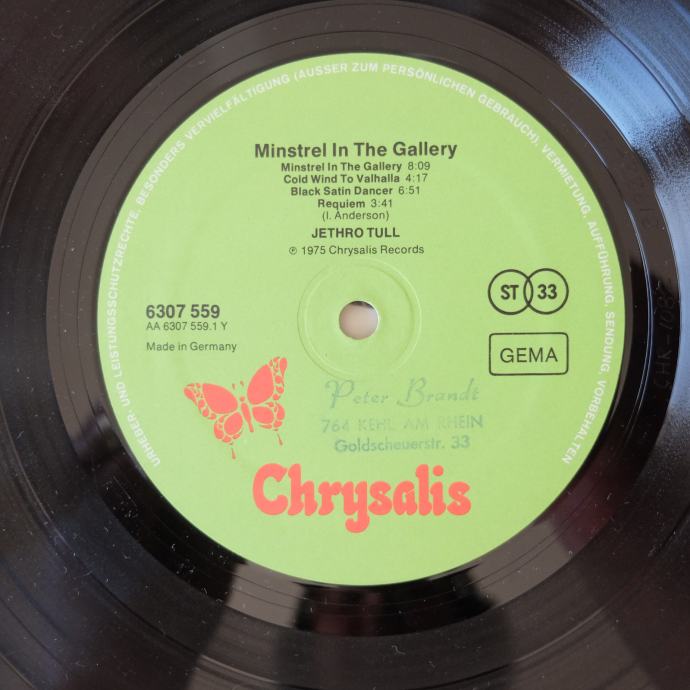 URHEBER- UND LEISTUNGSSCHUTZRECHTE, BESONDERS VERVIELFÄLTIGUNG (AUSSER ZUM PERSÖNLICHEN GEBRAUCH), VERMIETUNG, AUFFÜHRUNG, SENDUNG, VORBEHALTEN
Minstrel In The Gallery
Minstrel In The Gallery 8:09
Cold Wind To Valhalla 4:17
Black Satin Dancer 6:51
Requiem 3:41
(I. Anderson)
JETHRO TULL
℗ 1975 Chrysalis Records
6307 559
AA 6307 559.1 Y
Made in Germany
ST 33
GEMA
Peter Brandt
764 KEHL AM RHEIN
Goldscheuerstr. 33
Chrysalis